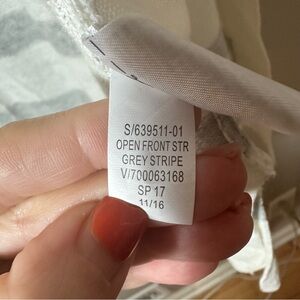 S/639511-01
OPEN FRONT STR
GREY STRIPE
V/700063168
SP 17
11/16